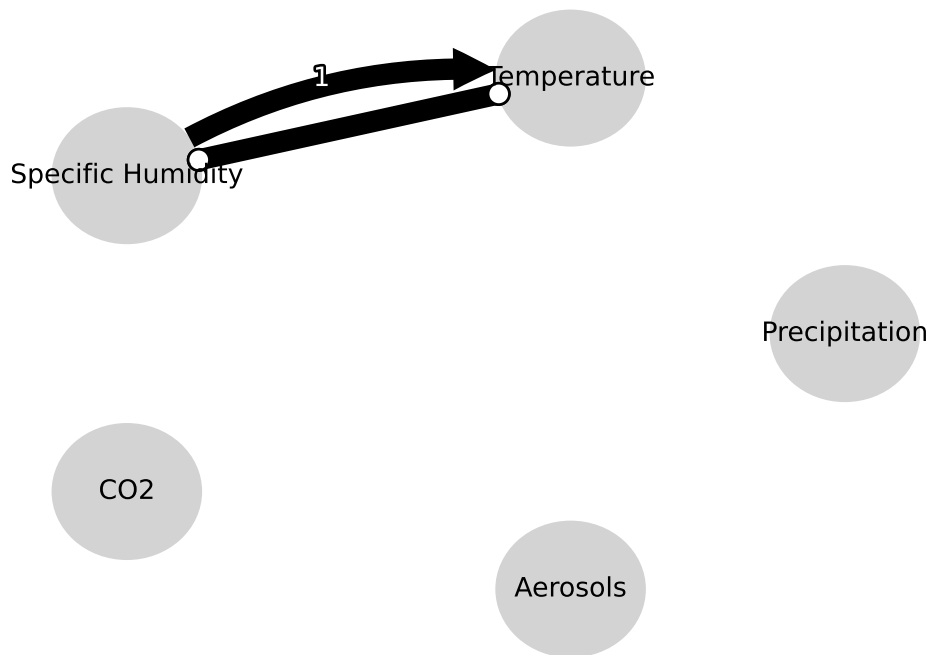 1
Temperature
Specific Humidity
Precipitation
CO2
Aerosols